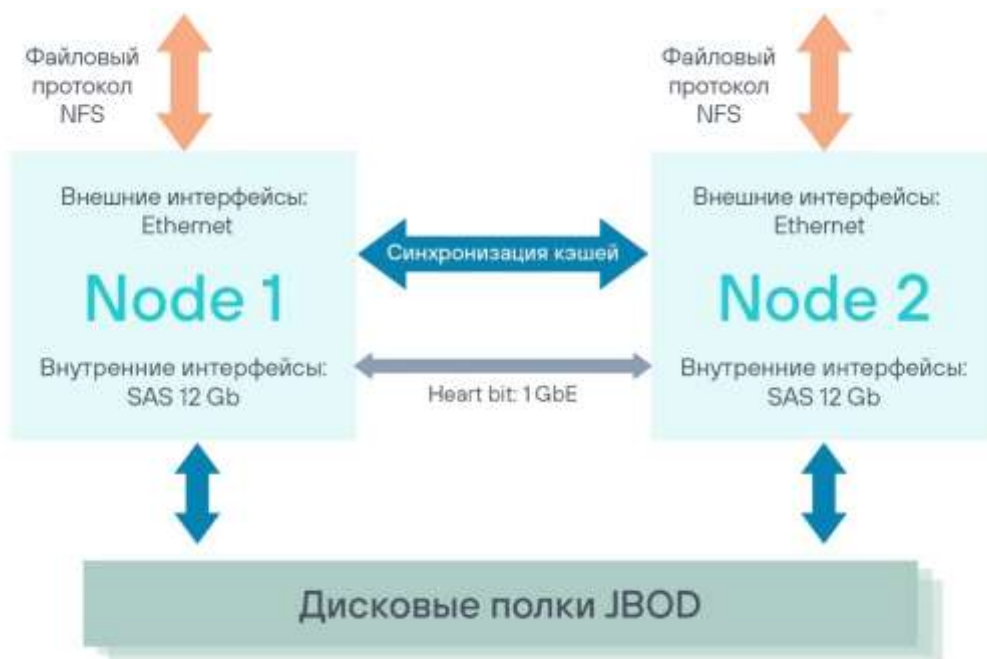 Файловый
протокол
NFS
Файловый
протокол
NFS
Внешние интерфейсы:
Ethernet
Node 1
Внутренние интерфейсы:
SAS 12 Gb
Синхронизация кэшей
Heart bit: 1 GbE
Внешние интерфейсы:
Ethernet
Node 2
Внутренние интерфейсы:
SAS 12 Gb
Дисковые полки JBOD